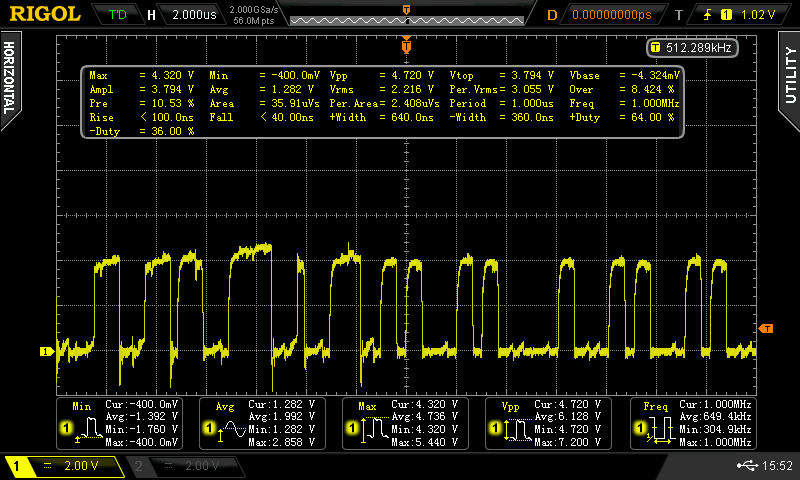 RIGOL T'D H 2.000us 2.000GSa/s 56.0M pts D 0.00000000ps T 1 1.02 V
HORIZONTAL
UTILITY
T 512.289kHz
Max = 4.320 V Min = -400.0mV Vpp = 4.720 V Vtop = 3.794 V Vbase = -4.324mV
Ampl = 3.794 V Avg = 1.282 V Vrms = 2.216 V Per.Vrms= 3.055 V Over = 8.424 %
Pre = 10.53 % Area = 35.91uVs Per.Area= 2.408uVs Period = 1.000us Freq = 1.000MHz
Rise < 100.0ns Fall < 40.00ns +Width = 640.0ns -Width = 360.0ns +Duty = 64.00 %
-Duty = 36.00 %
T
T
1
Min Cur:-400.0mV
Avg:-1.392 V
1 Min:-1.760 V
Max:-400.0mV
Avg Cur:1.282 V
Avg:1.992 V
1 Min:1.282 V
Max:2.858 V
Max Cur:4.320 V
Avg:4.736 V
1 Min:4.320 V
Max:5.440 V
Vpp Cur:4.720 V
Avg:6.128 V
1 Min:4.720 V
Max:7.200 V
Freq Cur:1.000MHz
Avg:649.4kHz
1 Min:304.9kHz
Max:1.000MHz
1 2.00 V 2 2.00 V 15:52